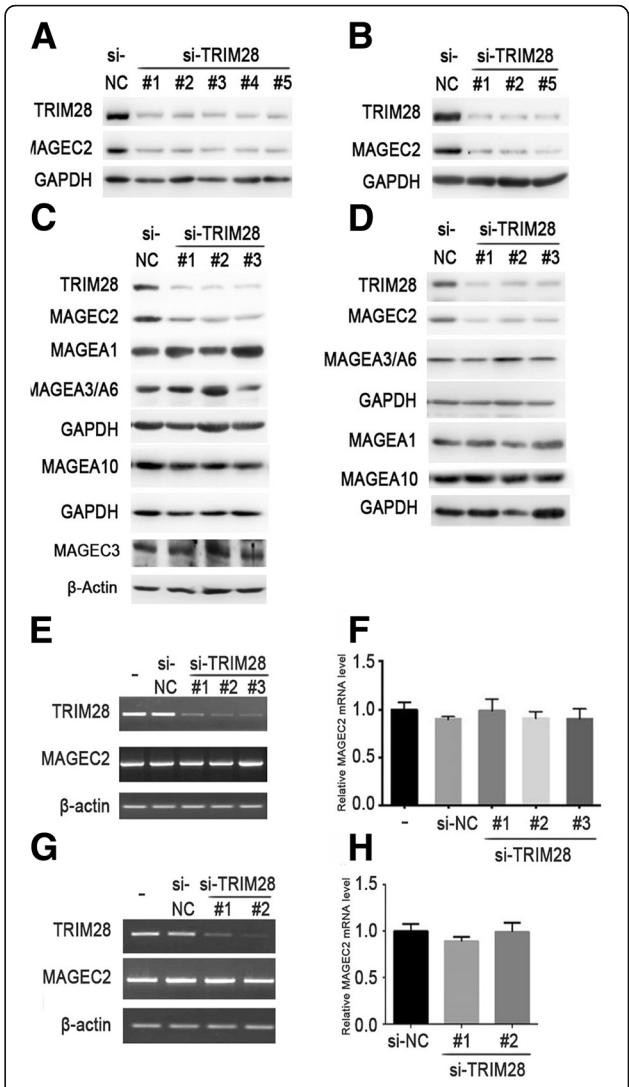 A
si- si-TRIM28
NC #1 #2 #3 #4 #5
TRIM28
MAGEC2
GAPDH
B
si- si-TRIM28
NC #1 #2 #5
TRIM28
MAGEC2
GAPDH
C
si- si-TRIM28
NC #1 #2 #3
TRIM28
MAGEC2
MAGEA1
MAGEA3/A6
GAPDH
MAGEA10
GAPDH
MAGEC3
β-Actin
D
si- si-TRIM28
NC #1 #2 #3
TRIM28
MAGEC2
MAGEA3/A6
GAPDH
MAGEA1
MAGEA10
GAPDH
E
- si- si-TRIM28
NC #1 #2 #3
TRIM28
MAGEC2
β-actin
F
Relative MAGEC2 mRNA level
1.5
1.0
0.5
0.0
- si-NC #1 #2 #3
si-TRIM28
G
- si- si-TRIM28
NC #1 #2
TRIM28
MAGEC2
β-actin
H
Relative MAGEC2 mRNA level
1.5
1.0
0.5
0.0
si-NC #1 #2
si-TRIM28